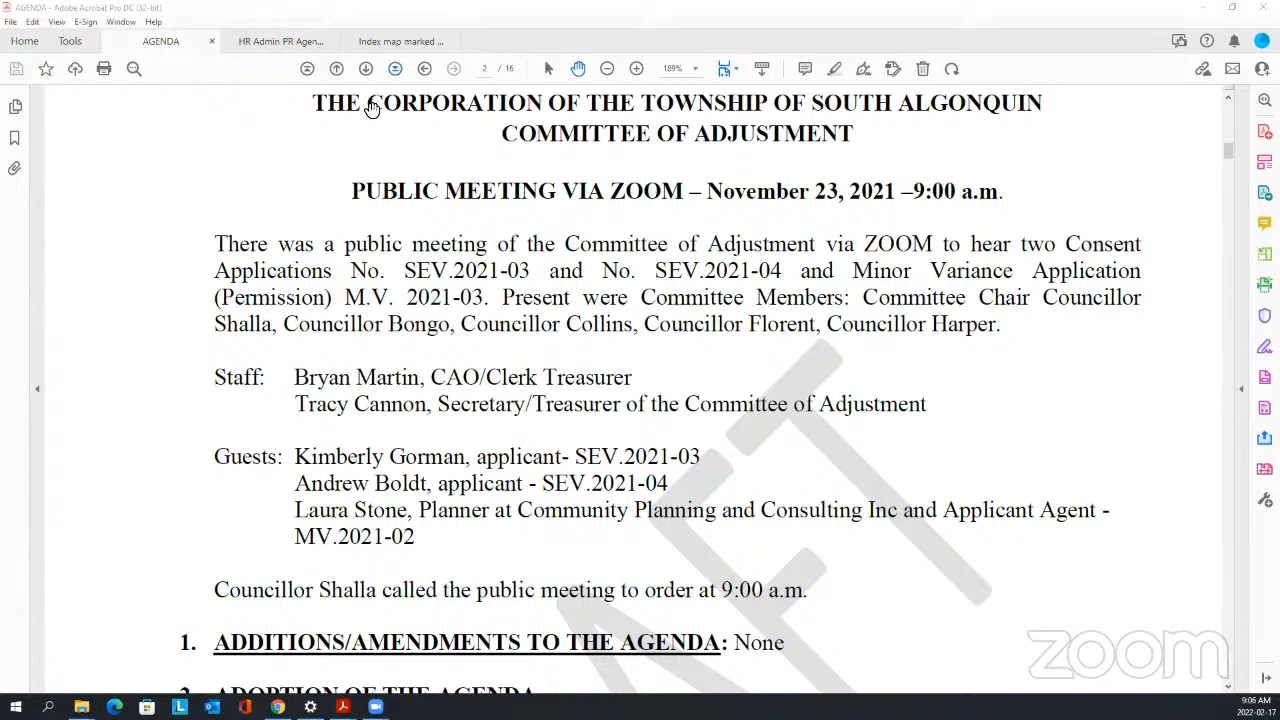 AGENDA - Adobe Acrobat Pro DC (32-bit)
File Edit View E-Sign Window Help
Home Tools AGENDA × HR Admin PR Agen... Index map marked ...
2 / 16 189%
THE CORPORATION OF THE TOWNSHIP OF SOUTH ALGONQUIN
COMMITTEE OF ADJUSTMENT
PUBLIC MEETING VIA ZOOM – November 23, 2021 –9:00 a.m.
There was a public meeting of the Committee of Adjustment via ZOOM to hear two Consent
Applications No. SEV.2021-03 and No. SEV.2021-04 and Minor Variance Application
(Permission) M.V. 2021-03. Present were Committee Members: Committee Chair Councillor
Shalla, Councillor Bongo, Councillor Collins, Councillor Florent, Councillor Harper.
Staff: Bryan Martin, CAO/Clerk Treasurer
Tracy Cannon, Secretary/Treasurer of the Committee of Adjustment
Guests: Kimberly Gorman, applicant- SEV.2021-03
Andrew Boldt, applicant - SEV.2021-04
Laura Stone, Planner at Community Planning and Consulting Inc and Applicant Agent -
MV.2021-02
Councillor Shalla called the public meeting to order at 9:00 a.m.
1. ADDITIONS/AMENDMENTS TO THE AGENDA: None
2. ADOPTION OF THE AGENDA
AFT
zoom
9:06 AM
2022-02-17